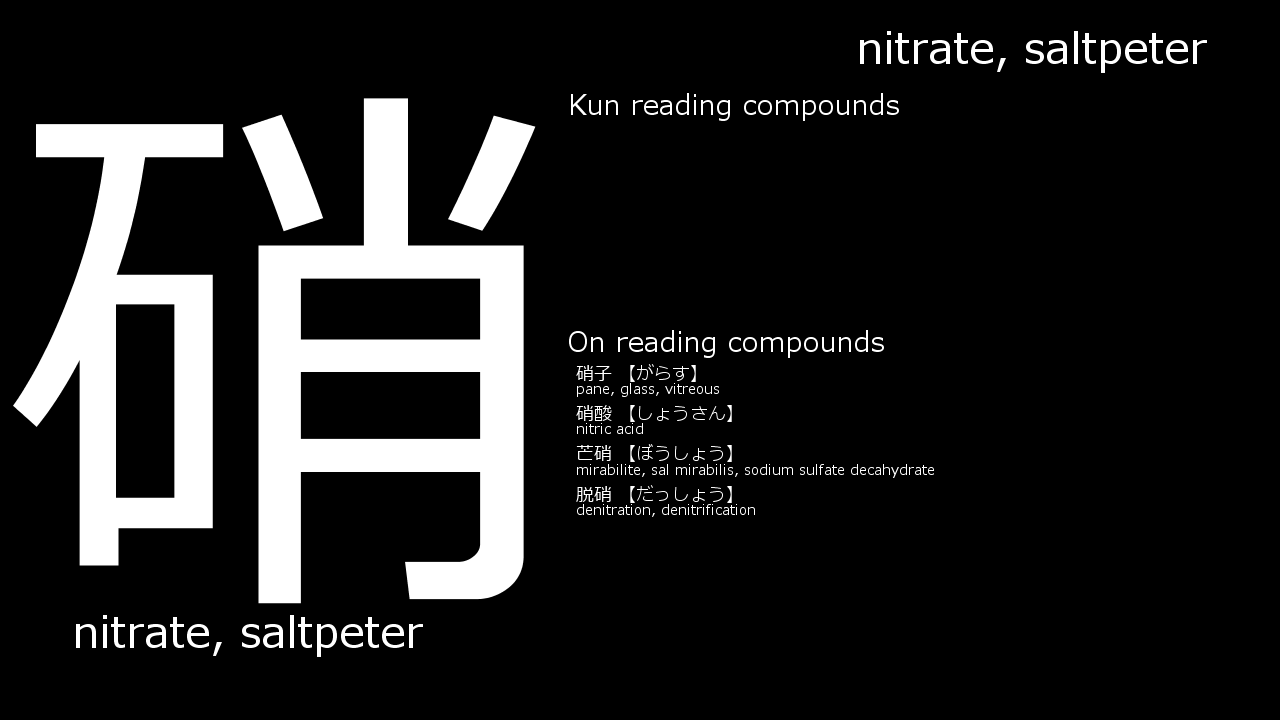 nitrate, saltpeter
硝
Kun reading compounds
On reading compounds
硝子 【がらす】
pane, glass, vitreous
硝酸 【しょうさん】
nitric acid
芒硝 【ぼうしょう】
mirabilite, sal mirabilis, sodium sulfate decahydrate
脱硝 【だっしょう】
denitration, denitrification
nitrate, saltpeter